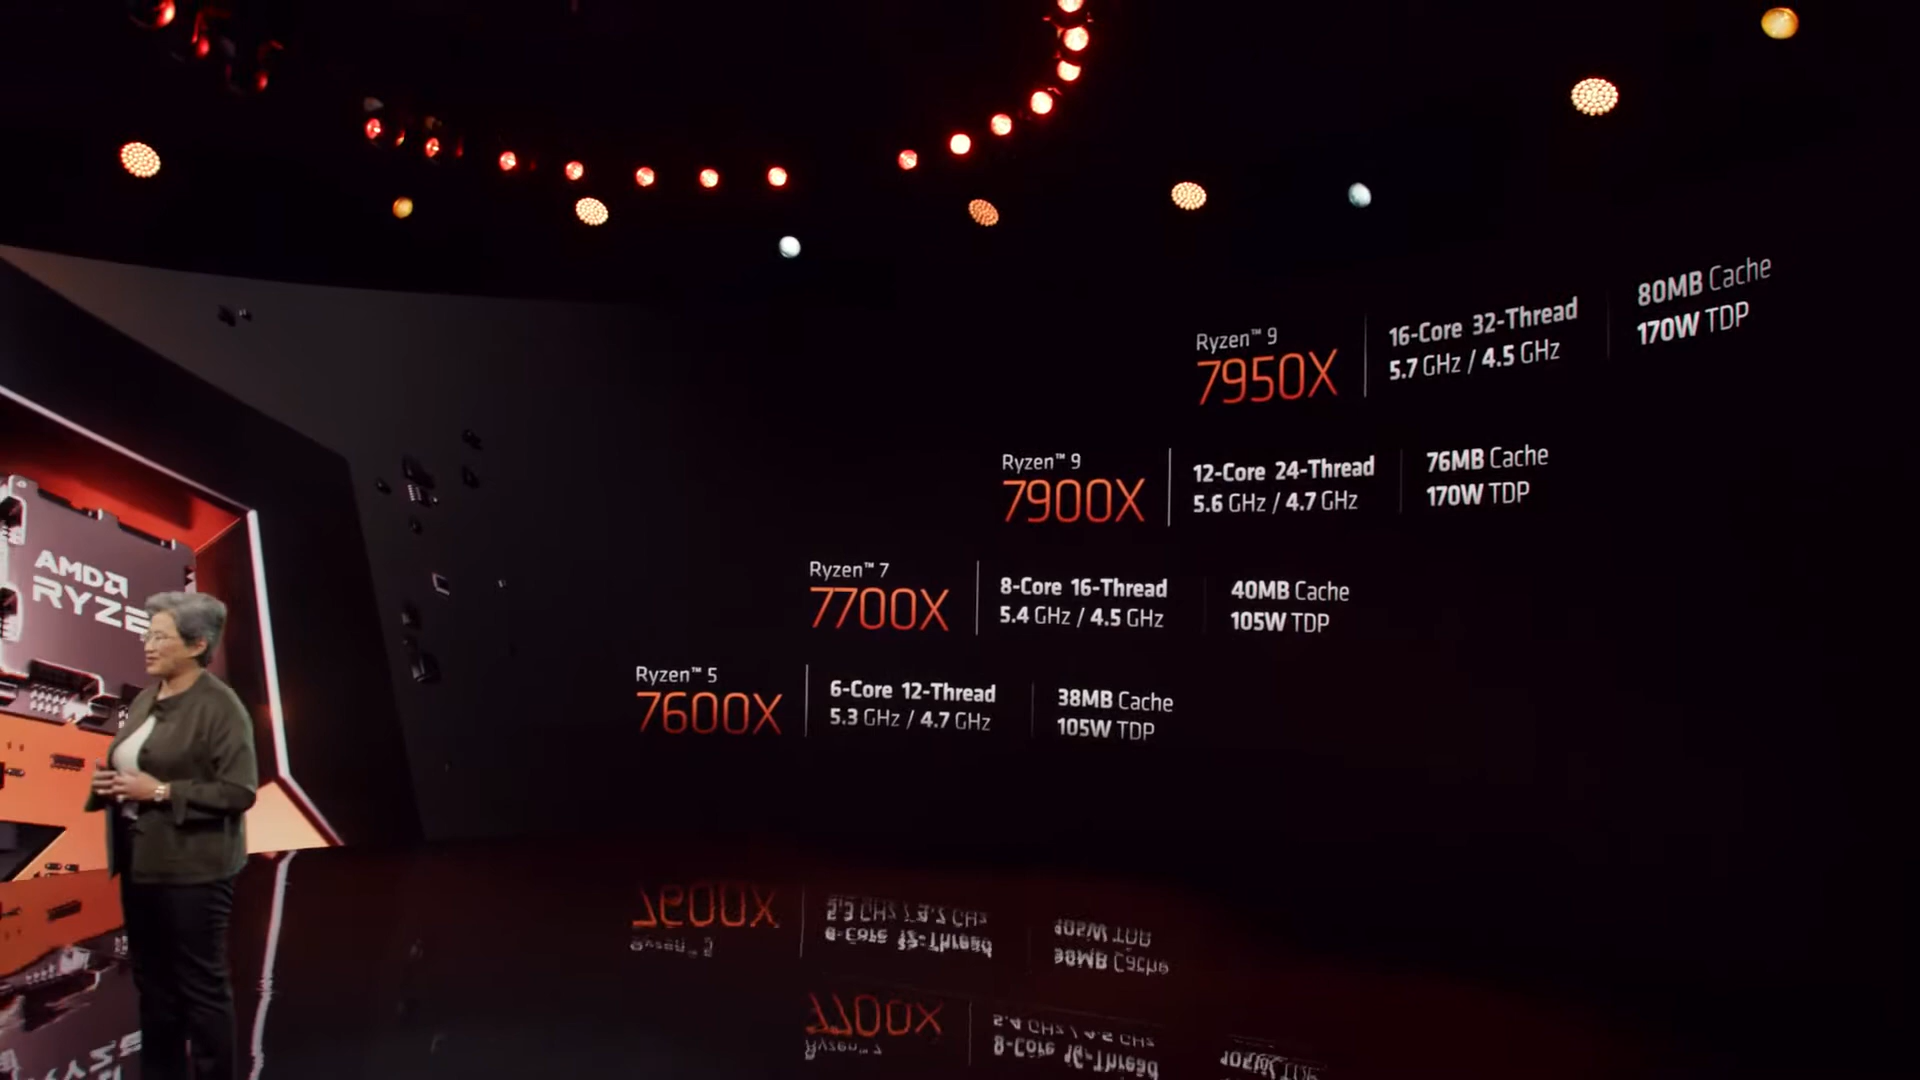 Ryzen™ 9
7950X
16-Core 32-Thread
5.7 GHz / 4.5 GHz
80MB Cache
170W TDP
Ryzen™ 9
7900X
12-Core 24-Thread
5.6 GHz / 4.7 GHz
76MB Cache
170W TDP
Ryzen™ 7
7700X
8-Core 16-Thread
5.4 GHz / 4.5 GHz
40MB Cache
105W TDP
Ryzen™ 5
7600X
6-Core 12-Thread
5.3 GHz / 4.7 GHz
38MB Cache
105W TDP
AMD
RYZE